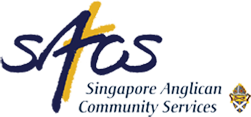 SACS
Singapore Anglican
Community Services